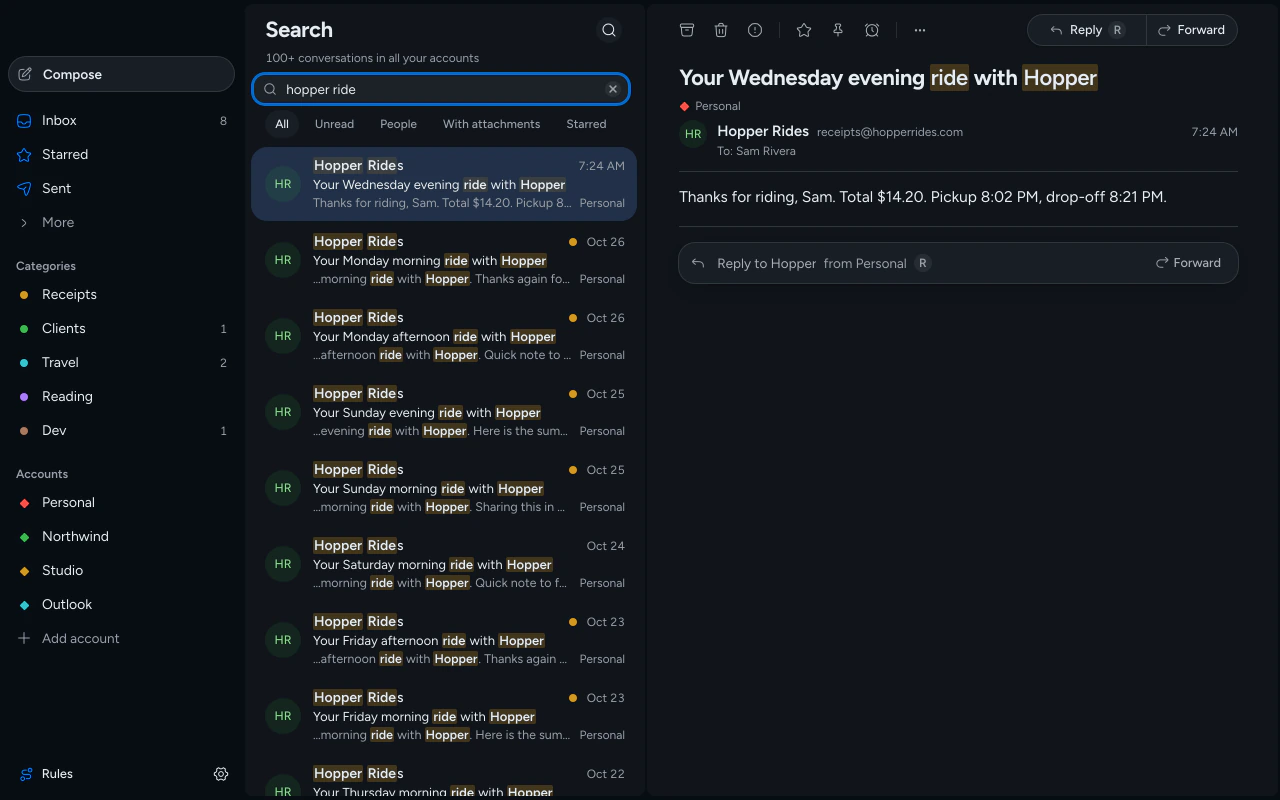 Compose
Inbox 8
Starred
Sent
More
Categories
Receipts
Clients 1
Travel 2
Reading
Dev 1
Accounts
Personal
Northwind
Studio
Outlook
Add account
Rules
Search
100+ conversations in all your accounts
hopper ride
All Unread People With attachments Starred
HR
Hopper Rides 7:24 AM
Your Wednesday evening ride with Hopper
Thanks for riding, Sam. Total $14.20. Pickup 8... Personal
HR
Hopper Rides Oct 26
Your Monday morning ride with Hopper
...morning ride with Hopper. Thanks again fo... Personal
HR
Hopper Rides Oct 26
Your Monday afternoon ride with Hopper
...afternoon ride with Hopper. Quick note to ... Personal
HR
Hopper Rides Oct 25
Your Sunday evening ride with Hopper
...evening ride with Hopper. Here is the sum... Personal
HR
Hopper Rides Oct 25
Your Sunday morning ride with Hopper
...morning ride with Hopper. Sharing this in ... Personal
HR
Hopper Rides Oct 24
Your Saturday morning ride with Hopper
...morning ride with Hopper. Quick note to f... Personal
HR
Hopper Rides Oct 23
Your Friday afternoon ride with Hopper
...afternoon ride with Hopper. Thanks again ... Personal
HR
Hopper Rides Oct 23
Your Friday morning ride with Hopper
...morning ride with Hopper. Here is the sum... Personal
HR
Hopper Rides Oct 22
Your Thursday morning ride with Hopper
Reply R Forward
Your Wednesday evening ride with Hopper
Personal
HR
Hopper Rides receipts@hopperrides.com 7:24 AM
To: Sam Rivera
Thanks for riding, Sam. Total $14.20. Pickup 8:02 PM, drop-off 8:21 PM.
Reply to Hopper from Personal R Forward